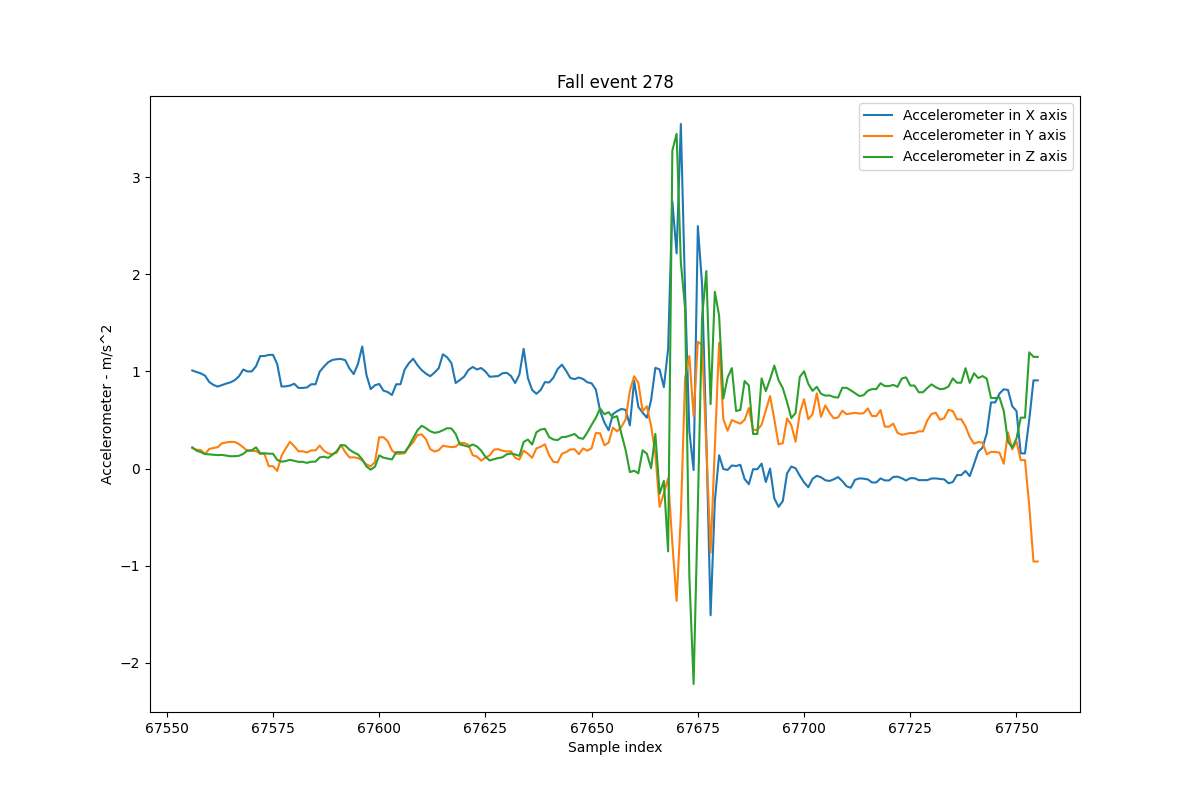 Fall event 278
Accelerometer in X axis
Accelerometer in Y axis
Accelerometer in Z axis
Accelerometer - m/s^2
3
2
1
0
−1
−2
67550 67575 67600 67625 67650 67675 67700 67725 67750
Sample index